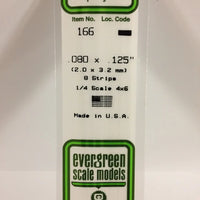 Item No. Loc. Code
166
.080 x .125"
(2.0 x 3.2 mm)
8 Strips
1/4 Scale 4x6
Made in U.S.A.
evergreen
scale models